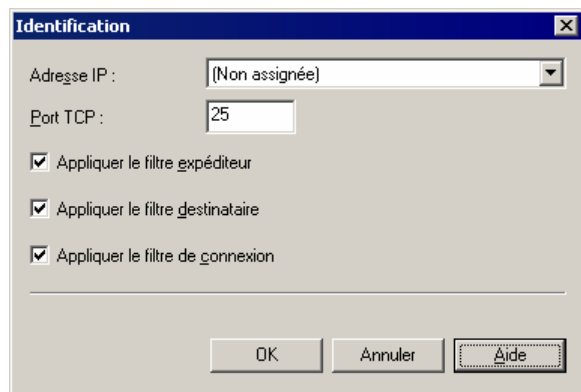 Identification
Adresse IP : (Non assignée)
Port TCP : 25
Appliquer le filtre expéditeur
Appliquer le filtre destinataire
Appliquer le filtre de connexion
OK Annuler Aide